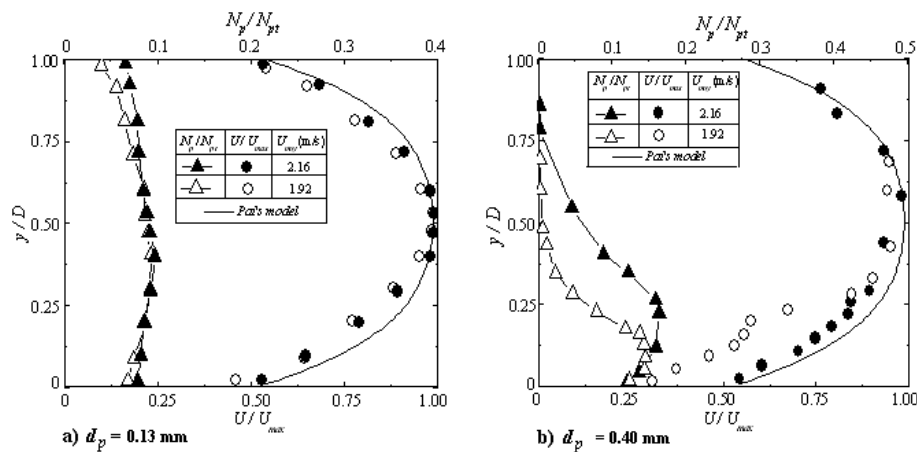 N_p / N_pt
0 0.1 0.2 0.3 0.4
1.00
0.75
0.50
0.25
0.00
y / D
N_p/N_pt U/U_max U_my (m/s)
2.16
1.92
Pai's model
0 0.25 0.50 0.75 1.00
U / U_max
a) d_p = 0.13 mm
N_p / N_pt
0 0.1 0.2 0.3 0.4 0.5
1.00
0.75
0.50
0.25
0.00
y / D
N_p/N_pt U/U_max (m/s)
2.16
1.92
Pai's model
0.00 0.25 0.50 0.75 1.00
U / U_max
b) d_p = 0.40 mm